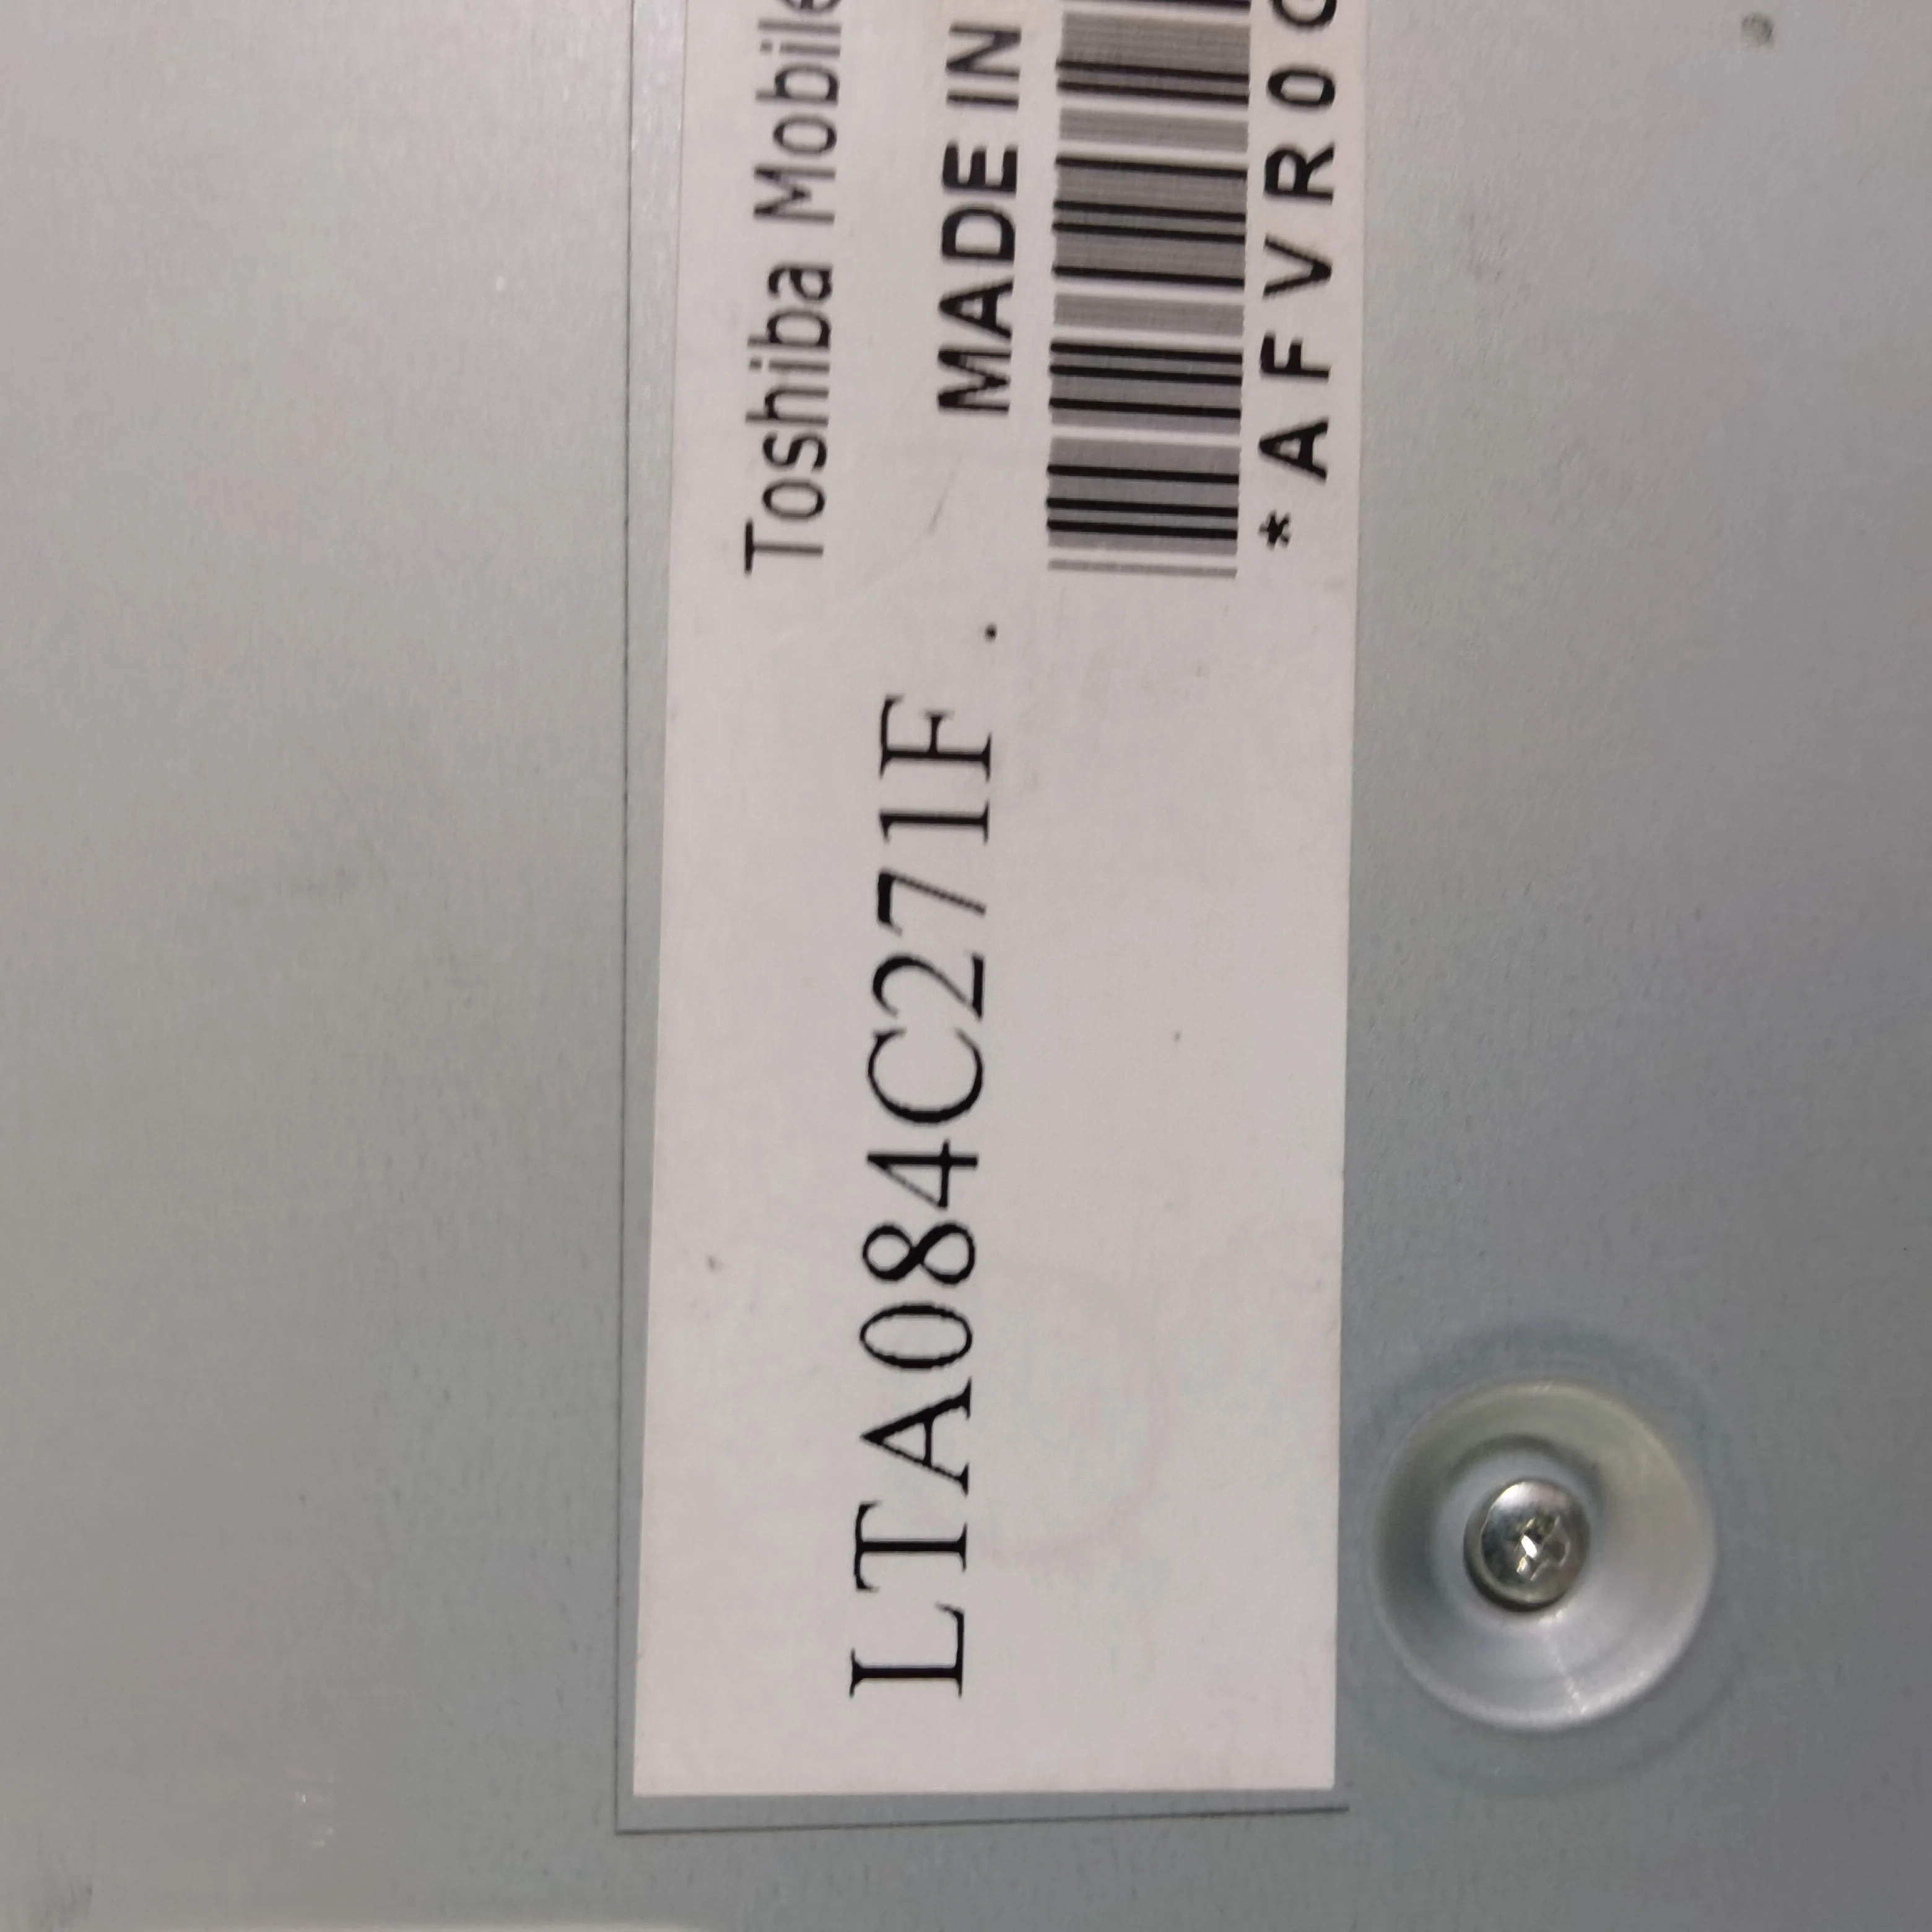 Toshiba Mobile
MADE IN
LTA084C271F
*AFVR0